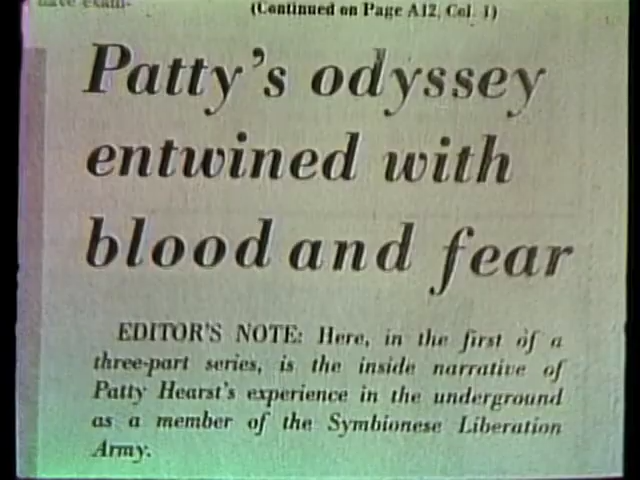 (Continued on Page A12, Col. 1)
Patty's odyssey
entwined with
blood and fear
EDITOR'S NOTE: Here, in the first of a
three-part series, is the inside narrative of
Patty Hearst's experience in the underground
as a member of the Symbionese Liberation
Army.